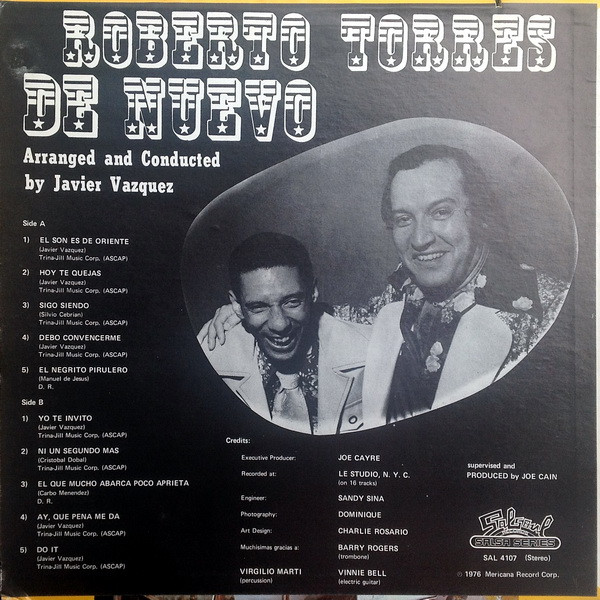 ROBERTO TORRES
DE NUEVO
Arranged and Conducted
by Javier Vazquez
Side A
1) EL SON ES DE ORIENTE
(Javier Vazquez)
Trina-Jill Music Corp. (ASCAP)
2) HOY TE QUEJAS
(Javier Vazquez)
Trina-Jill Music Corp. (ASCAP)
3) SIGO SIENDO
(Silvio Cebrian)
Trina-Jill Music Corp. (ASCAP)
4) DEBO CONVENCERME
(Javier Vazquez)
Trina-Jill Music Corp. (ASCAP)
5) EL NEGRITO PIRULERO
(Manuel de Jesus)
D. R.
Side B
1) YO TE INVITO
(Javier Vazquez)
Trina-Jill Music Corp. (ASCAP)
2) NI UN SEGUNDO MAS
(Cristobal Dobal)
Trina-Jill Music Corp. (ASCAP)
3) EL QUE MUCHO ABARCA POCO APRIETA
(Carbo Menendez)
D. R.
4) AY, QUE PENA ME DA
(Javier Vazquez)
Trina-Jill Music Corp. (ASCAP)
5) DO IT
(Javier Vazquez)
Trina-Jill Music Corp. (ASCAP)
Credits:
Executive Producer: JOE CAYRE
Recorded at: LE STUDIO, N. Y. C.
(on 16 tracks)
Engineer: SANDY SINA
Photography: DOMINIQUE
Art Design: CHARLIE ROSARIO
Muchisimas gracias a: BARRY ROGERS
(trombone)
VIRGILIO MARTI VINNIE BELL
(percussion) (electric guitar)
supervised and
PRODUCED by JOE CAIN
Salsoul
SALSA SERIES
SAL 4107 (Stereo)
℗ 1976 Mericana Record Corp.